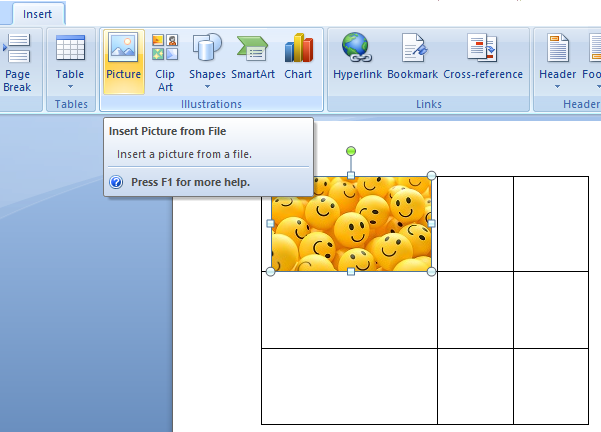 Insert
Page Break
Table
Picture
Clip Art
Shapes
SmartArt
Chart
Hyperlink
Bookmark
Cross-reference
Header
Foo
Tables
Illustrations
Links
Header
Insert Picture from File
Insert a picture from a file.
Press F1 for more help.